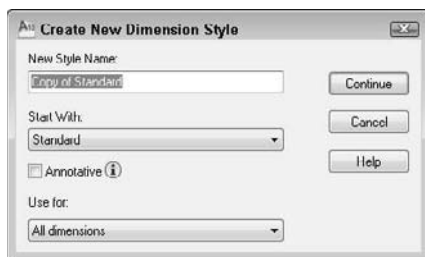 Create New Dimension Style
New Style Name:
Copy of Standard
Continue
Start With:
Cancel
Standard
Help
Annotative
Use for:
All dimensions